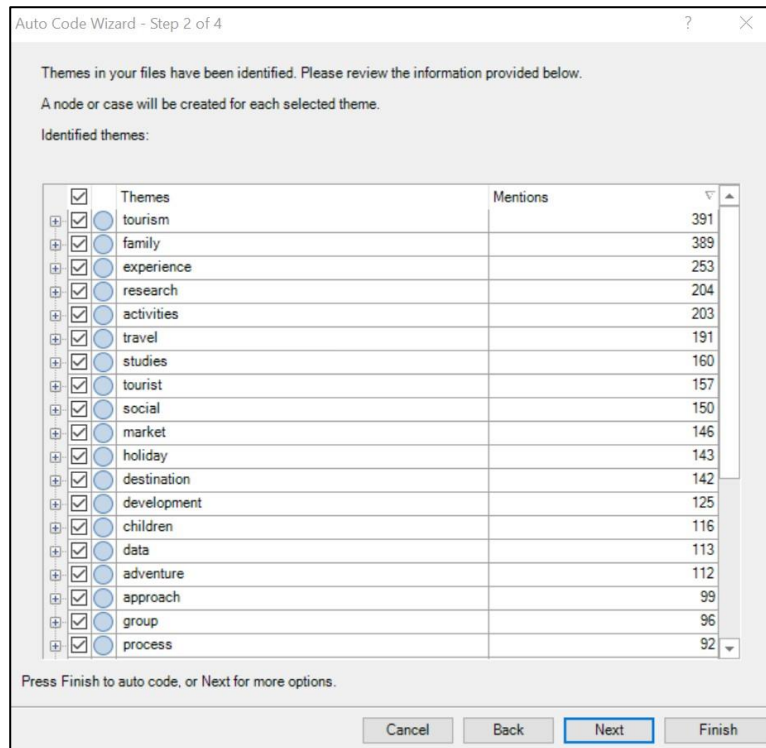 Auto Code Wizard - Step 2 of 4 ?
Themes in your files have been identified. Please review the information provided below.
A node or case will be created for each selected theme.
Identified themes:
Themes Mentions
tourism 391
family 389
experience 253
research 204
activities 203
travel 191
studies 160
tourist 157
social 150
market 146
holiday 143
destination 142
development 125
children 116
data 113
adventure 112
approach 99
group 96
process 92
Press Finish to auto code, or Next for more options.
Cancel Back Next Finish